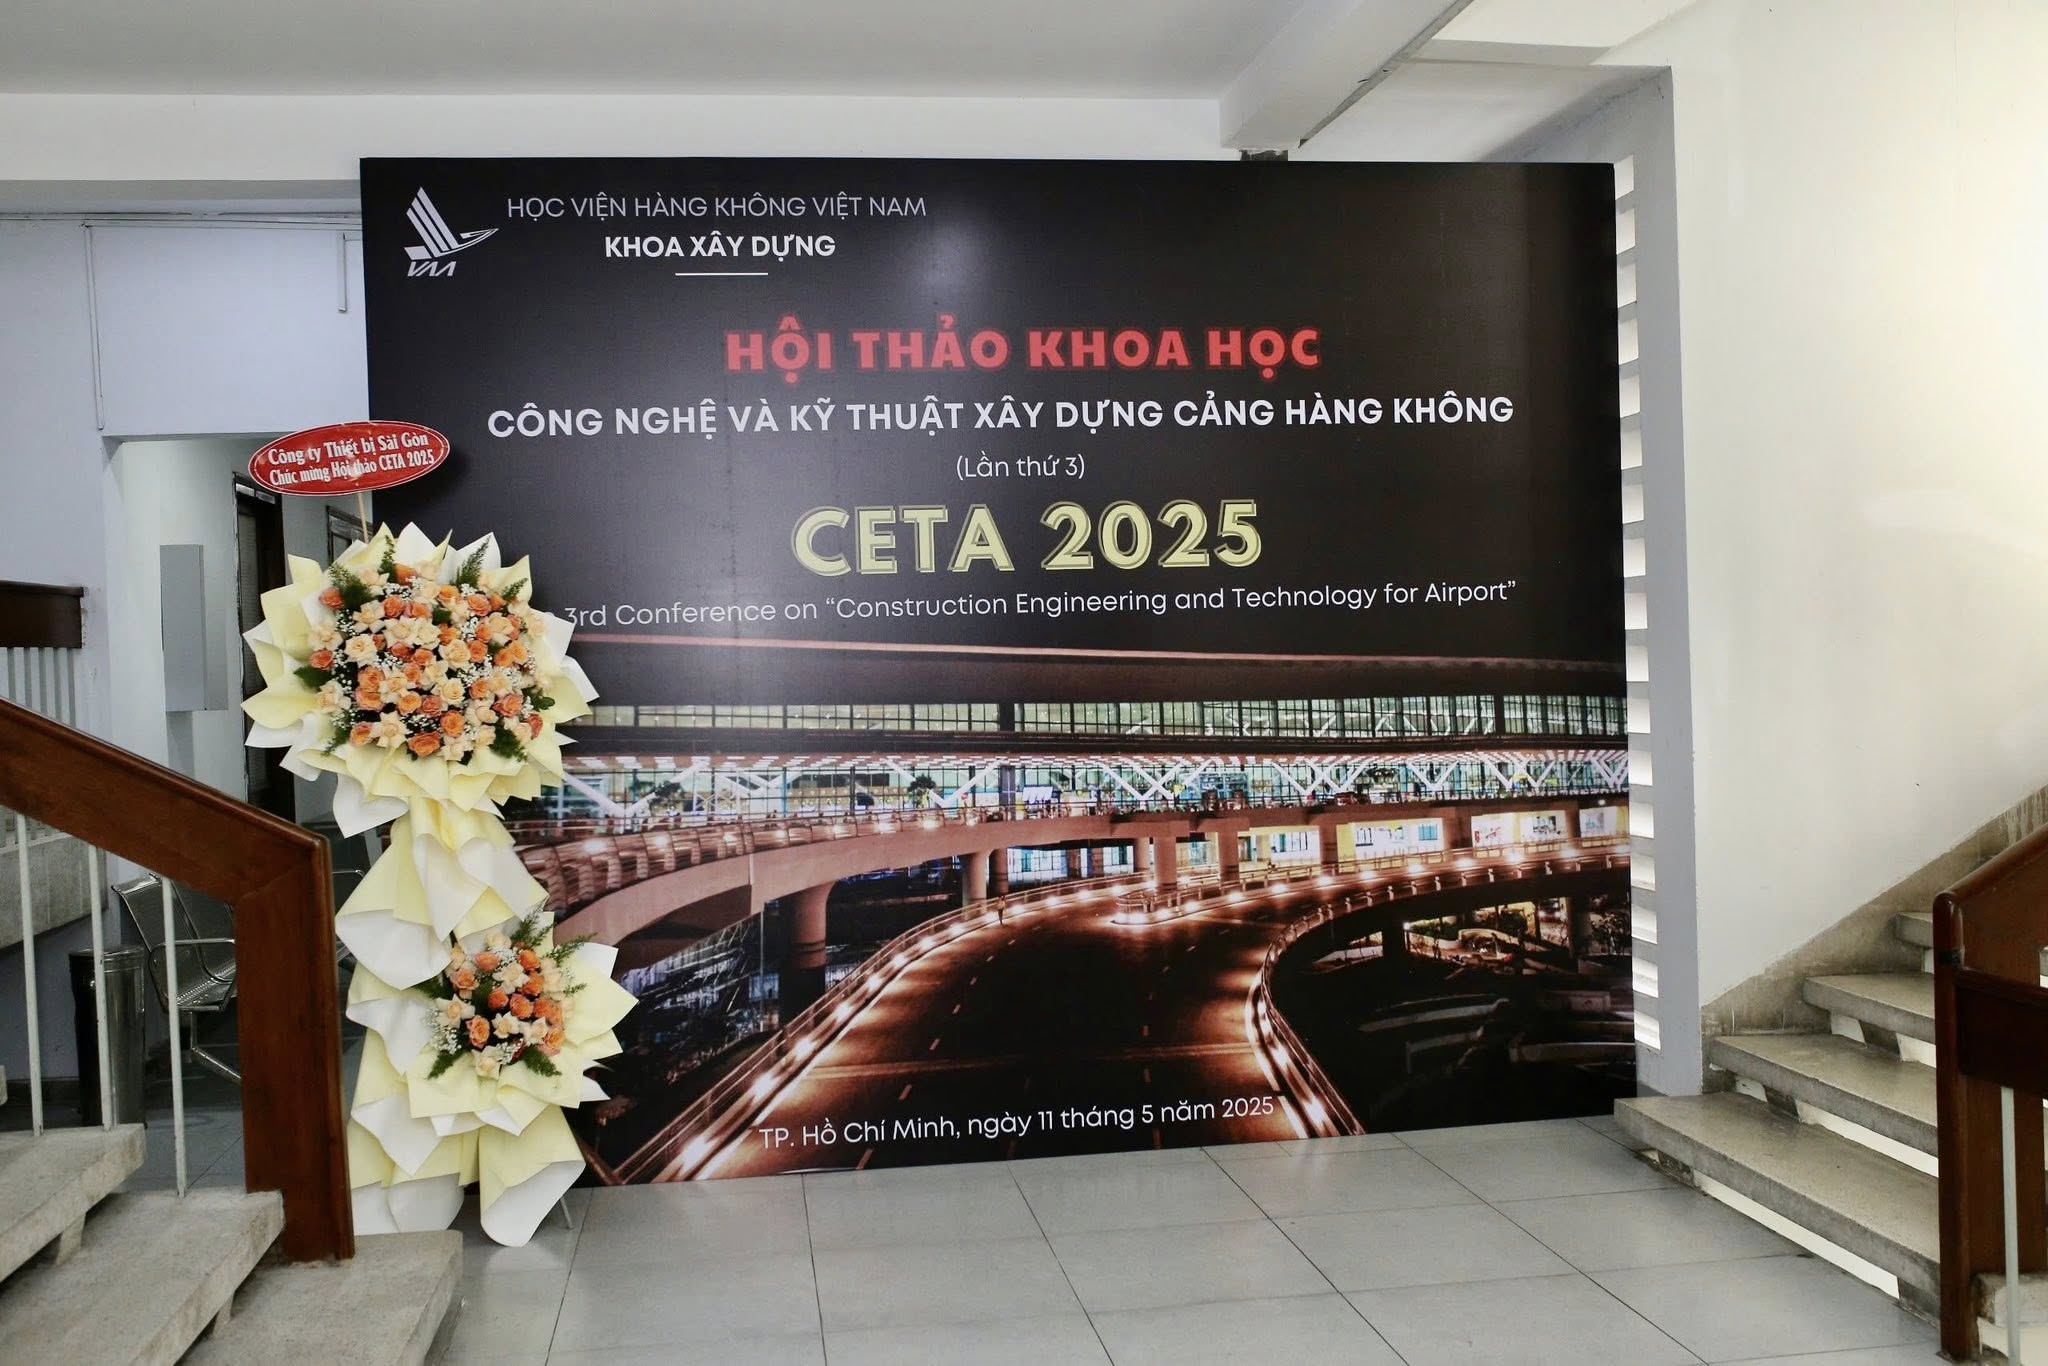 VAA
HỌC VIỆN HÀNG KHÔNG VIỆT NAM
KHOA XÂY DỰNG
HỘI THẢO KHOA HỌC
CÔNG NGHỆ VÀ KỸ THUẬT XÂY DỰNG CẢNG HÀNG KHÔNG
(Lần thứ 3)
CETA 2025
3rd Conference on “Construction Engineering and Technology for Airport”
TP. Hồ Chí Minh, ngày 11 tháng 5 năm 2025
Công ty Thiết bị Sài Gòn
Chúc mừng Hội thảo CETA 2025